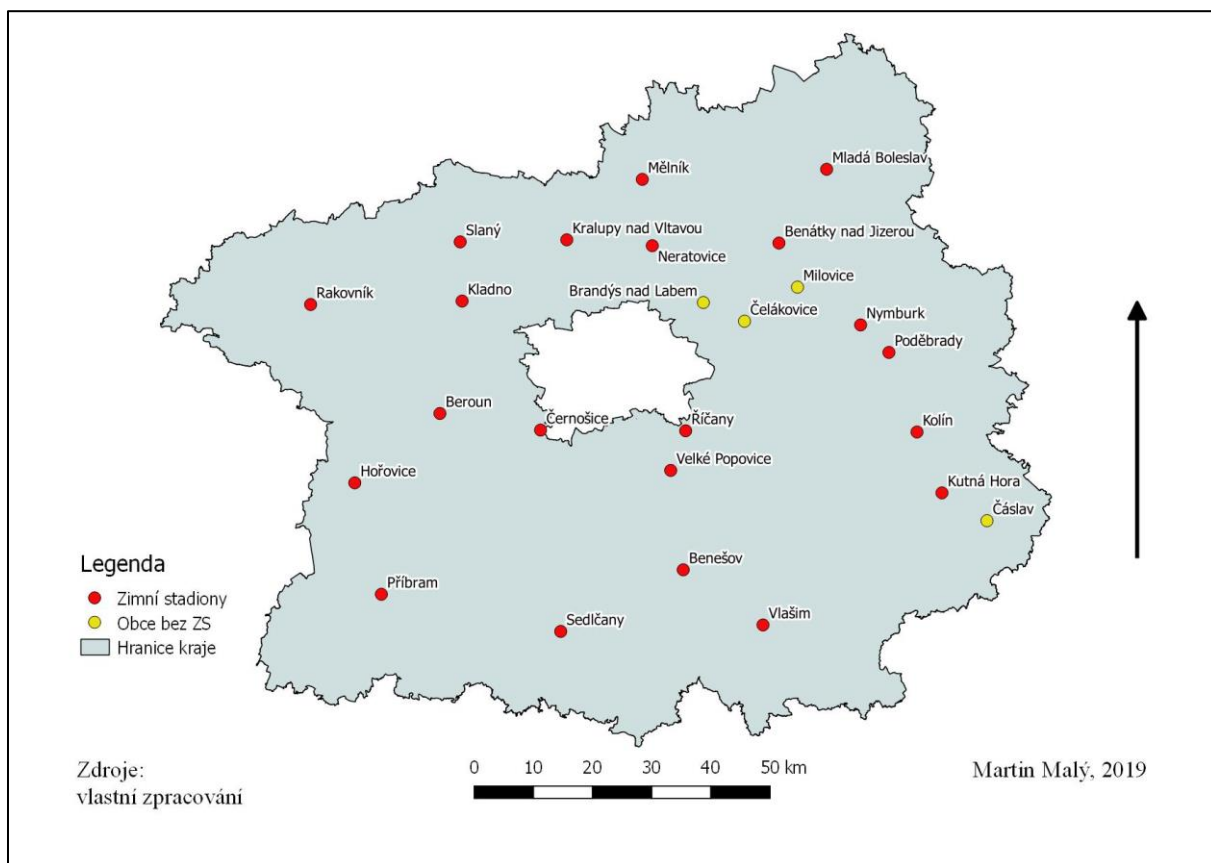 Mladá Boleslav
Mělník
Slaný
Kralupy nad Vltavou
Benátky nad Jizerou
Neratovice
Milovice
Brandýs nad Labem
Rakovník
Kladno
Čelákovice
Nymburk
Poděbrady
Beroun
Černošice
Říčany
Kolín
Velké Popovice
Hořovice
Kutná Hora
Čáslav
Benešov
Příbram
Sedlčany
Vlašim
Legenda
Zimní stadiony
Obce bez ZS
Hranice kraje
Zdroje:
vlastní zpracování
0 10 20 30 40 50 km
Martin Malý, 2019